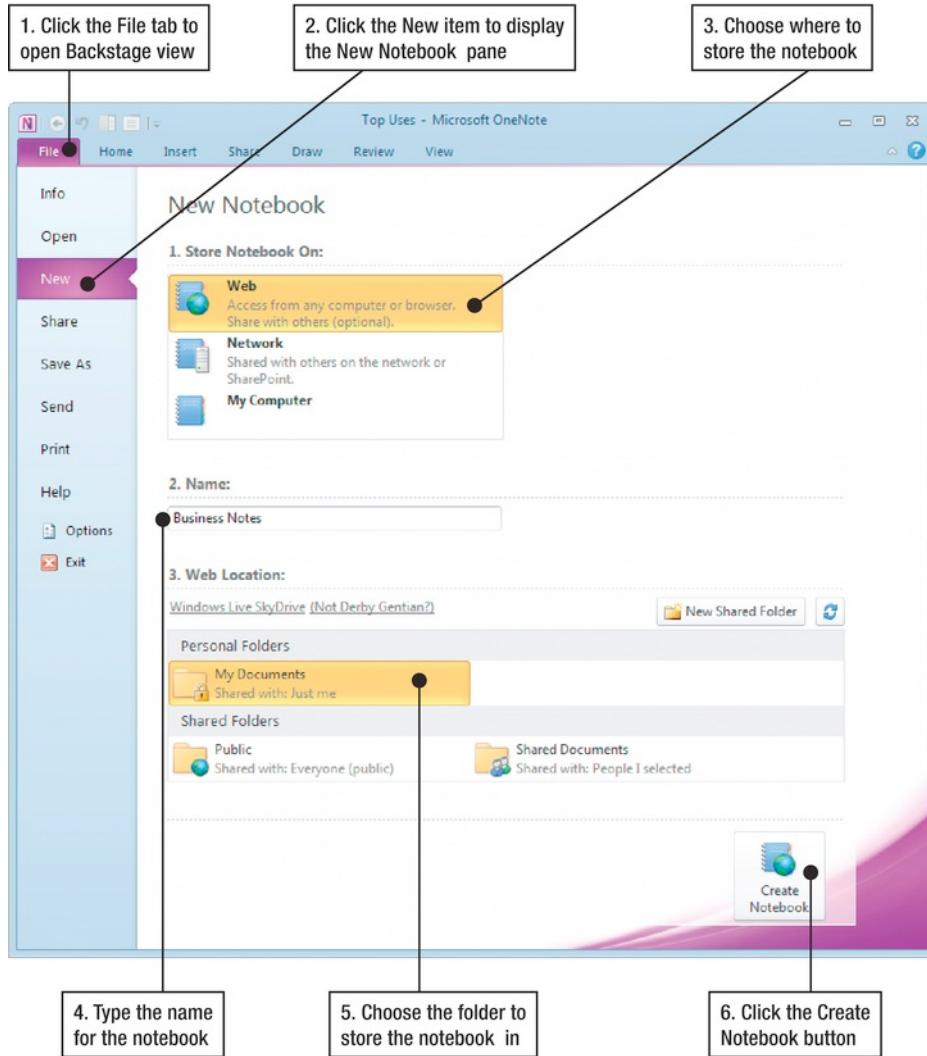 1. Click the File tab to
open Backstage view
2. Click the New item to display
the New Notebook pane
3. Choose where to
store the notebook
Top Uses - Microsoft OneNote
File Home Insert Share Draw Review View
Info
Open
New
Share
Save As
Send
Print
Help
Options
Exit
New Notebook
1. Store Notebook On:
Web
Access from any computer or browser.
Share with others (optional).
Network
Shared with others on the network or
SharePoint.
My Computer
2. Name:
Business Notes
3. Web Location:
Windows Live SkyDrive (Not Derby Gentian?)
New Shared Folder
Personal Folders
My Documents
Shared with: Just me
Shared Folders
Public
Shared with: Everyone (public)
Shared Documents
Shared with: People I selected
Create
Notebook
4. Type the name
for the notebook
5. Choose the folder to
store the notebook in
6. Click the Create
Notebook button